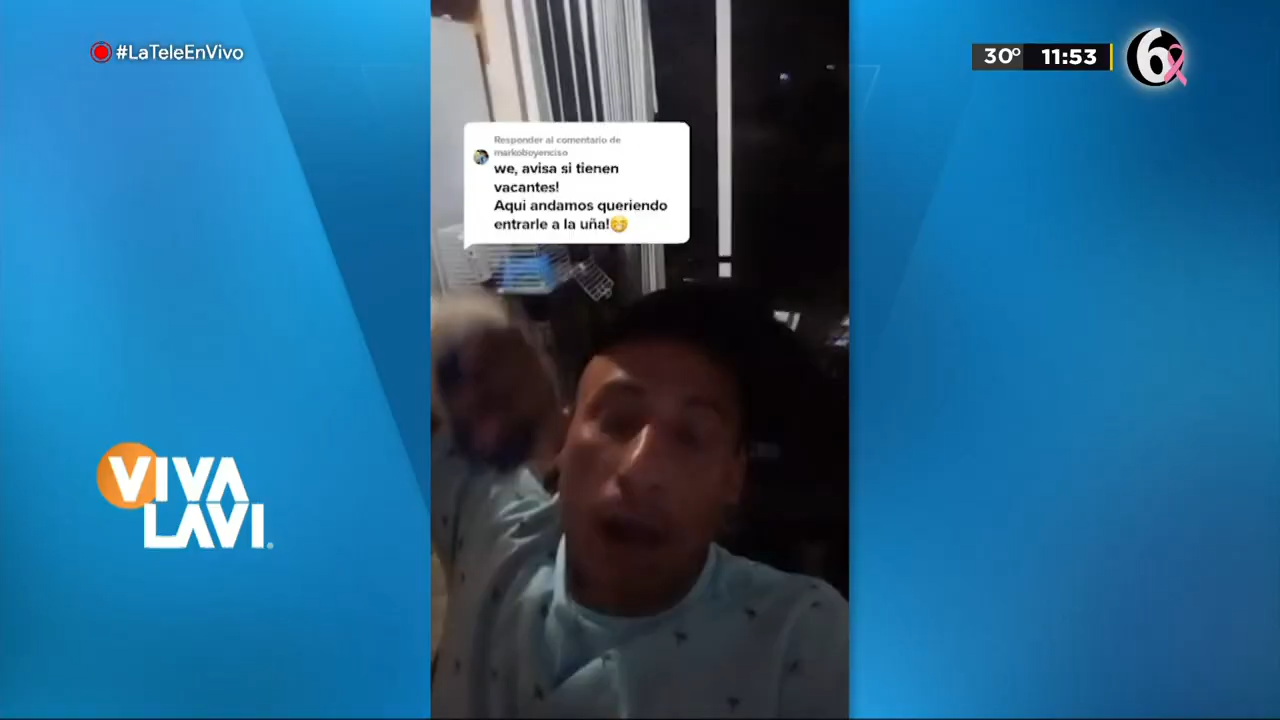 #LaTeleEnVivo
30° 11:53
6
Responder al comentario de
markoboyenciso
we, avisa si tienen
vacantes!
Aqui andamos queriendo
entrarle a la uña!😁
VIVA
LAVI